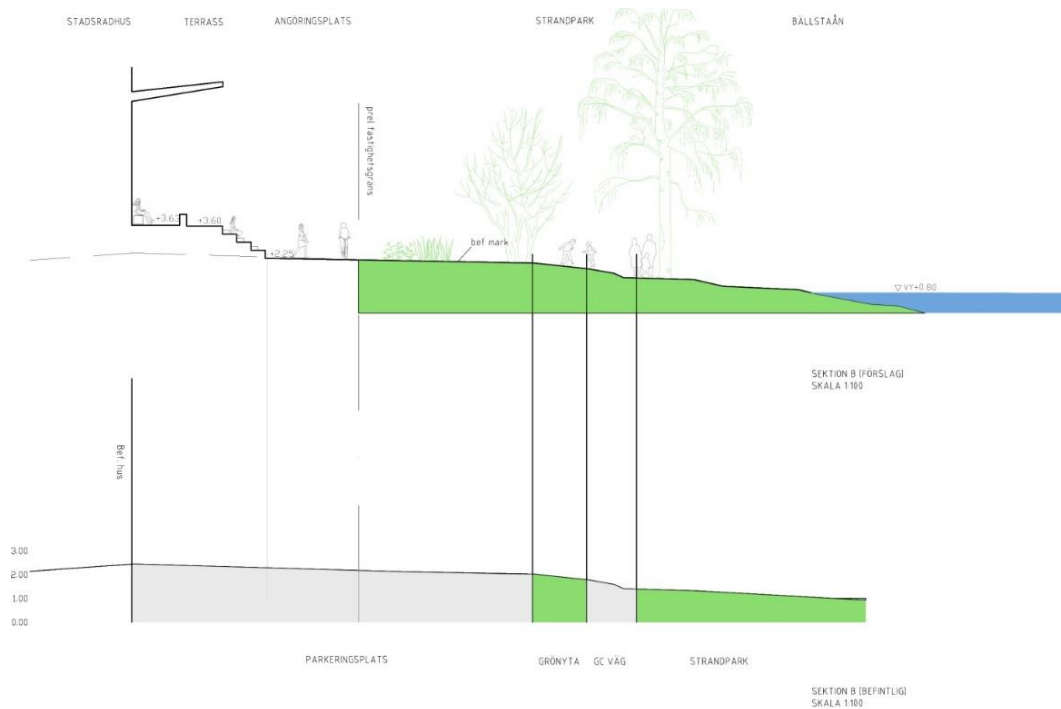 STADSRADHUS
TERRASS
ANGÖRINGSPLATS
STRANDPARK
BÄLLSTAÅN
prel fastighetsgräns
+3.63
+3.60
bef mark
+2.25
VY+0.80
SEKTION B (FÖRSLAG)
SKALA 1:100
Bef. hus
3.00
2.00
1.00
0.00
PARKERINGSPLATS
GRÖNYTA
GC VÄG
STRANDPARK
SEKTION B (BEFINTLIG)
SKALA 1:100